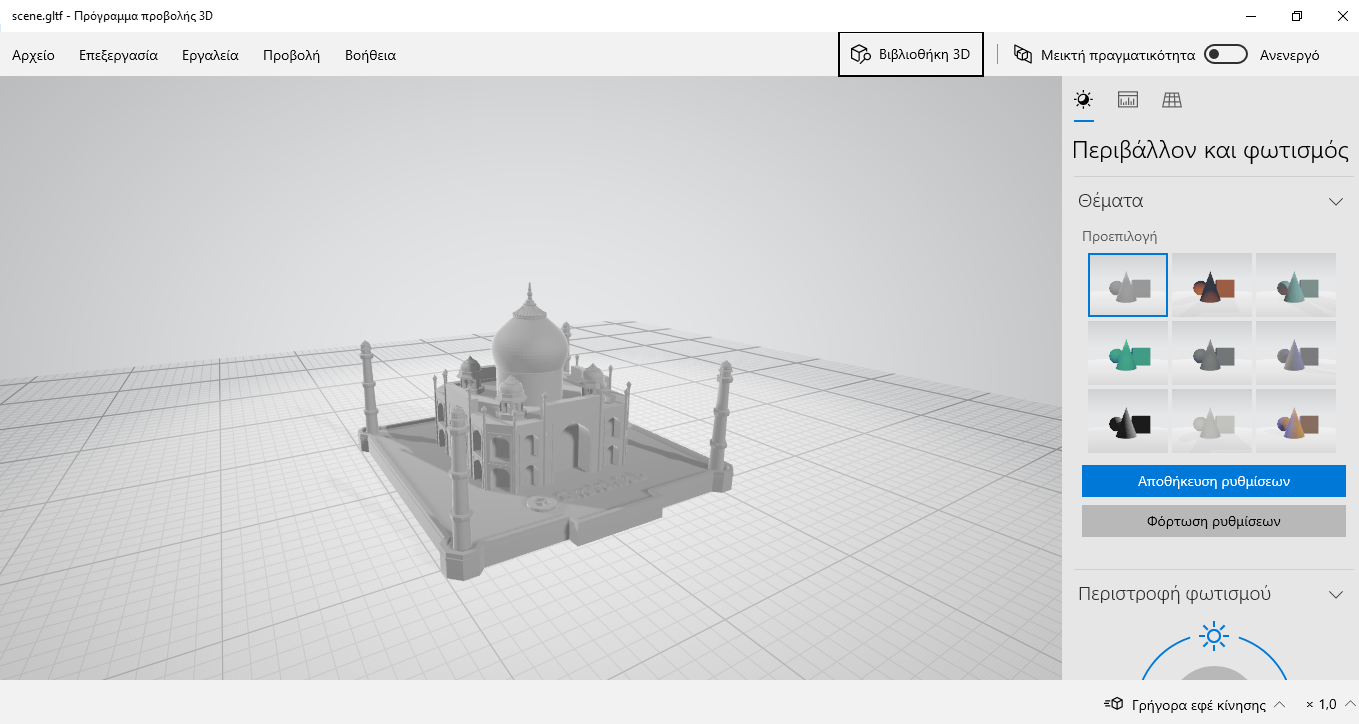 scene.gltf - Πρόγραμμα προβολής 3D
Αρχείο Επεξεργασία Εργαλεία Προβολή Βοήθεια Βιβλιοθήκη 3D Μεικτή πραγματικότητα Ανενεργό
Περιβάλλον και φωτισμός
Θέματα
Προεπιλογή
Αποθήκευση ρυθμίσεων
Φόρτωση ρυθμίσεων
Περιστροφή φωτισμού
Γρήγορα εφέ κίνησης × 1,0